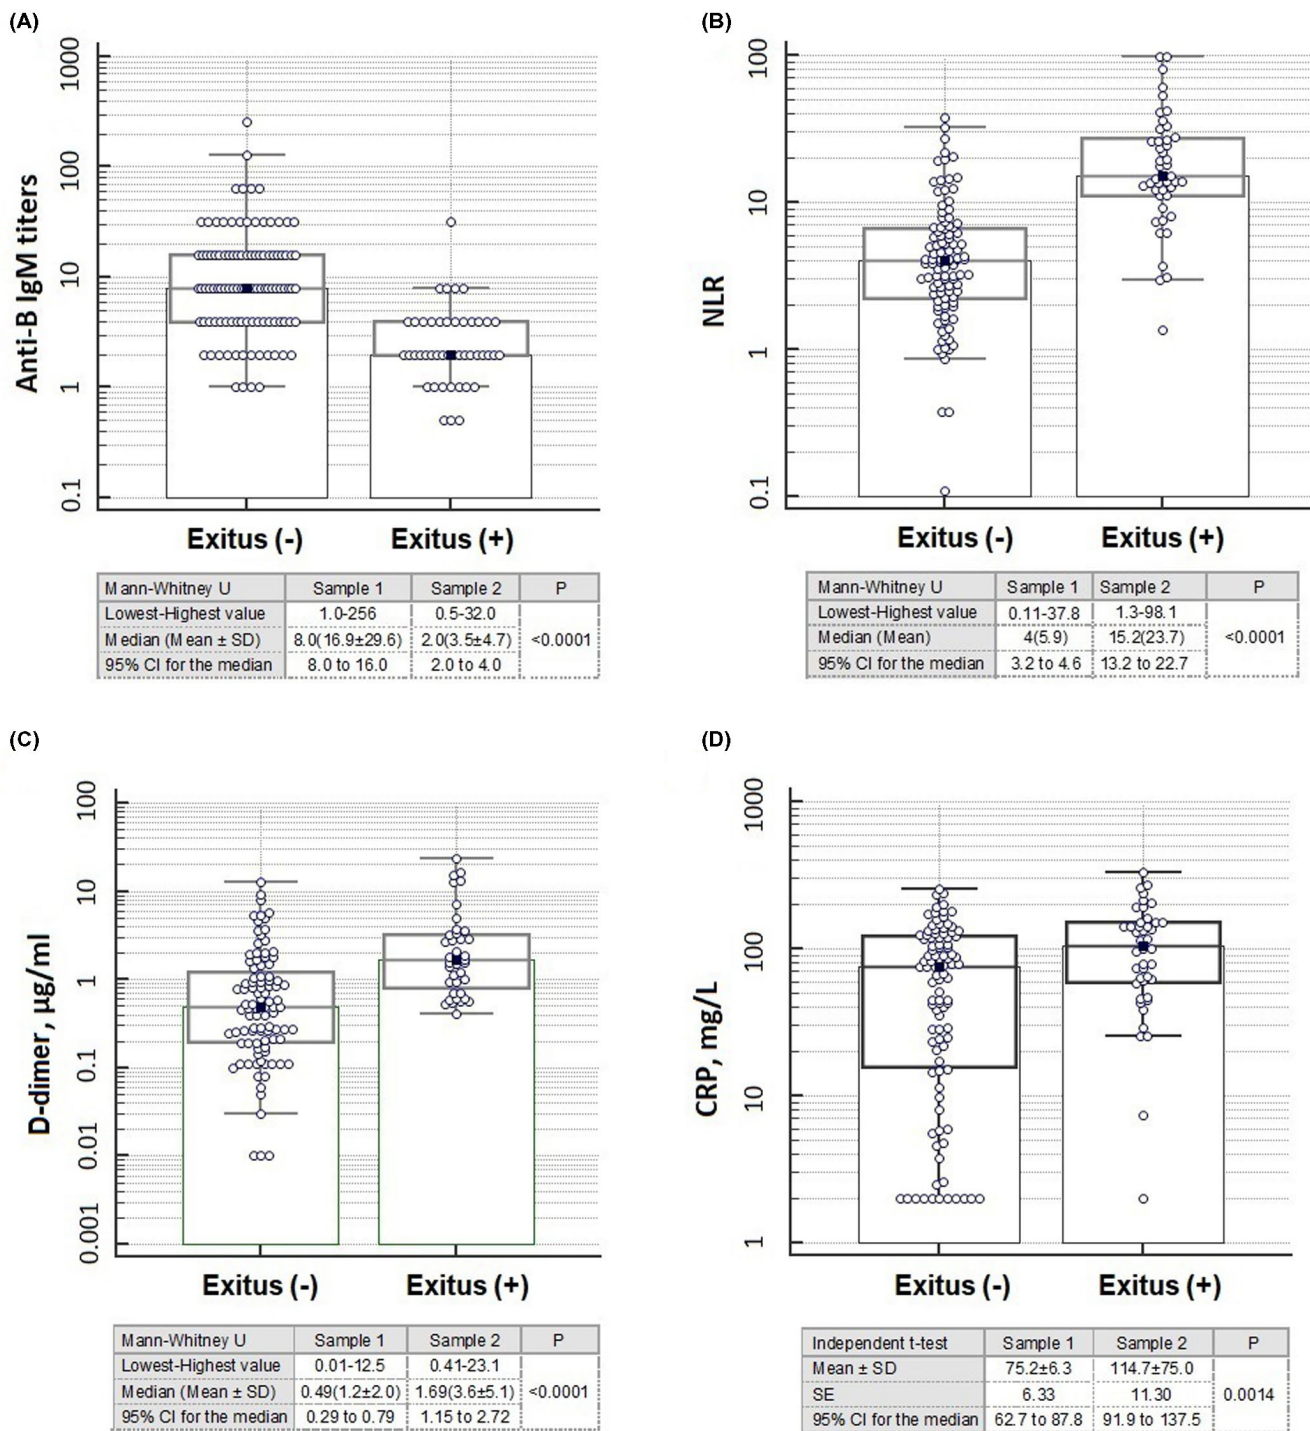 (A)
Anti-B IgM titers
1000
100
10
1
0.1
Exitus (-) Exitus (+)
Mann-Whitney U Sample 1 Sample 2 P
Lowest-Highest value 1.0-256 0.5-32.0
Median (Mean ± SD) 8.0(16.9±29.6) 2.0(3.5±4.7) <0.0001
95% CI for the median 8.0 to 16.0 2.0 to 4.0
(B)
NLR
100
10
1
0.1
Exitus (-) Exitus (+)
Mann-Whitney U Sample 1 Sample 2 P
Lowest-Highest value 0.11-37.8 1.3-98.1
Median (Mean) 4(5.9) 15.2(23.7) <0.0001
95% CI for the median 3.2 to 4.6 13.2 to 22.7
(C)
D-dimer, µg/ml
100
10
1
0.1
0.01
0.001
Exitus (-) Exitus (+)
Mann-Whitney U Sample 1 Sample 2 P
Lowest-Highest value 0.01-12.5 0.41-23.1
Median (Mean ± SD) 0.49(1.2±2.0) 1.69(3.6±5.1) <0.0001
95% CI for the median 0.29 to 0.79 1.15 to 2.72
(D)
CRP, mg/L
1000
100
10
1
Exitus (-) Exitus (+)
Independent t-test Sample 1 Sample 2 P
Mean ± SD 75.2±6.3 114.7±75.0
SE 6.33 11.30 0.0014
95% CI for the median 62.7 to 87.8 91.9 to 137.5